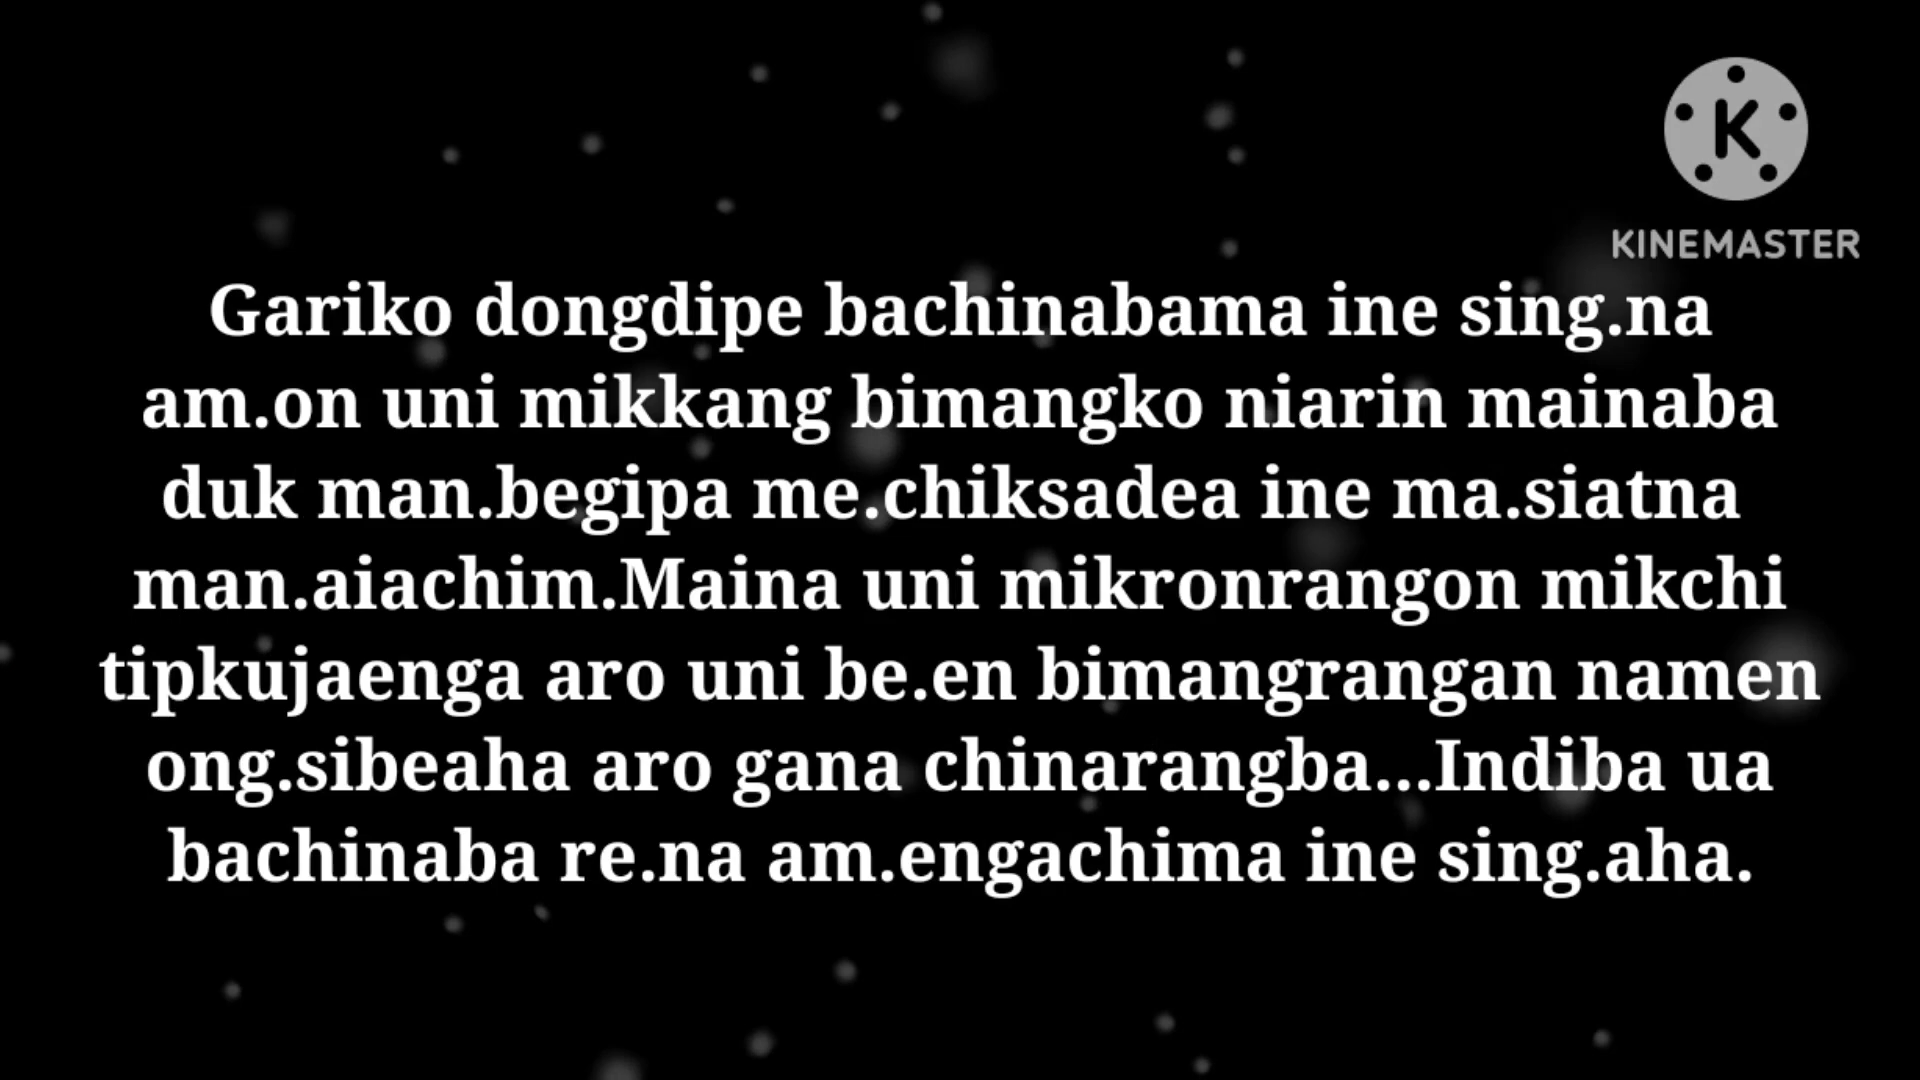 KINEMASTER
Gariko dongdipe bachinabama ine sing.na
am.on uni mikkang bimangko niarin mainaba
duk man.begipa me.chiksadea ine ma.siatna
man.aiachim.Maina uni mikronrangon mikchi
tipkujaenga aro uni be.en bimangrangan namen
ong.sibeaha aro gana chinarangba...Indiba ua
bachinaba re.na am.engachima ine sing.aha.